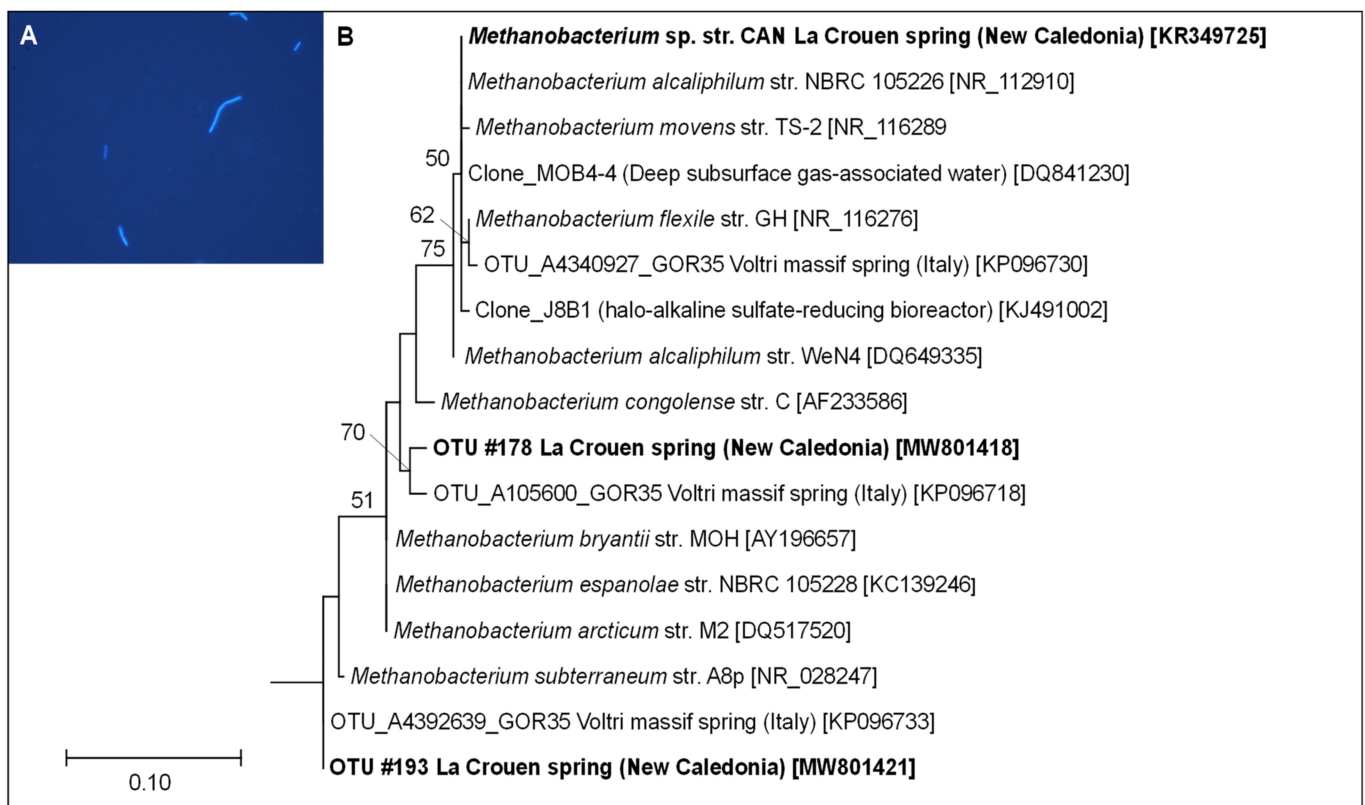 A
B
Methanobacterium sp. str. CAN La Crouen spring (New Caledonia) [KR349725]
Methanobacterium alcaliphilum str. NBRC 105226 [NR_112910]
Methanobacterium movens str. TS-2 [NR_116289
50
Clone_MOB4-4 (Deep subsurface gas-associated water) [DQ841230]
62
Methanobacterium flexile str. GH [NR_116276]
75
OTU_A4340927_GOR35 Voltri massif spring (Italy) [KP096730]
Clone_J8B1 (halo-alkaline sulfate-reducing bioreactor) [KJ491002]
Methanobacterium alcaliphilum str. WeN4 [DQ649335]
Methanobacterium congolense str. C [AF233586]
70
OTU #178 La Crouen spring (New Caledonia) [MW801418]
OTU_A105600_GOR35 Voltri massif spring (Italy) [KP096718]
51
Methanobacterium bryantii str. MOH [AY196657]
Methanobacterium espanolae str. NBRC 105228 [KC139246]
Methanobacterium arcticum str. M2 [DQ517520]
Methanobacterium subterraneum str. A8p [NR_028247]
OTU_A4392639_GOR35 Voltri massif spring (Italy) [KP096733]
OTU #193 La Crouen spring (New Caledonia) [MW801421]
0.10